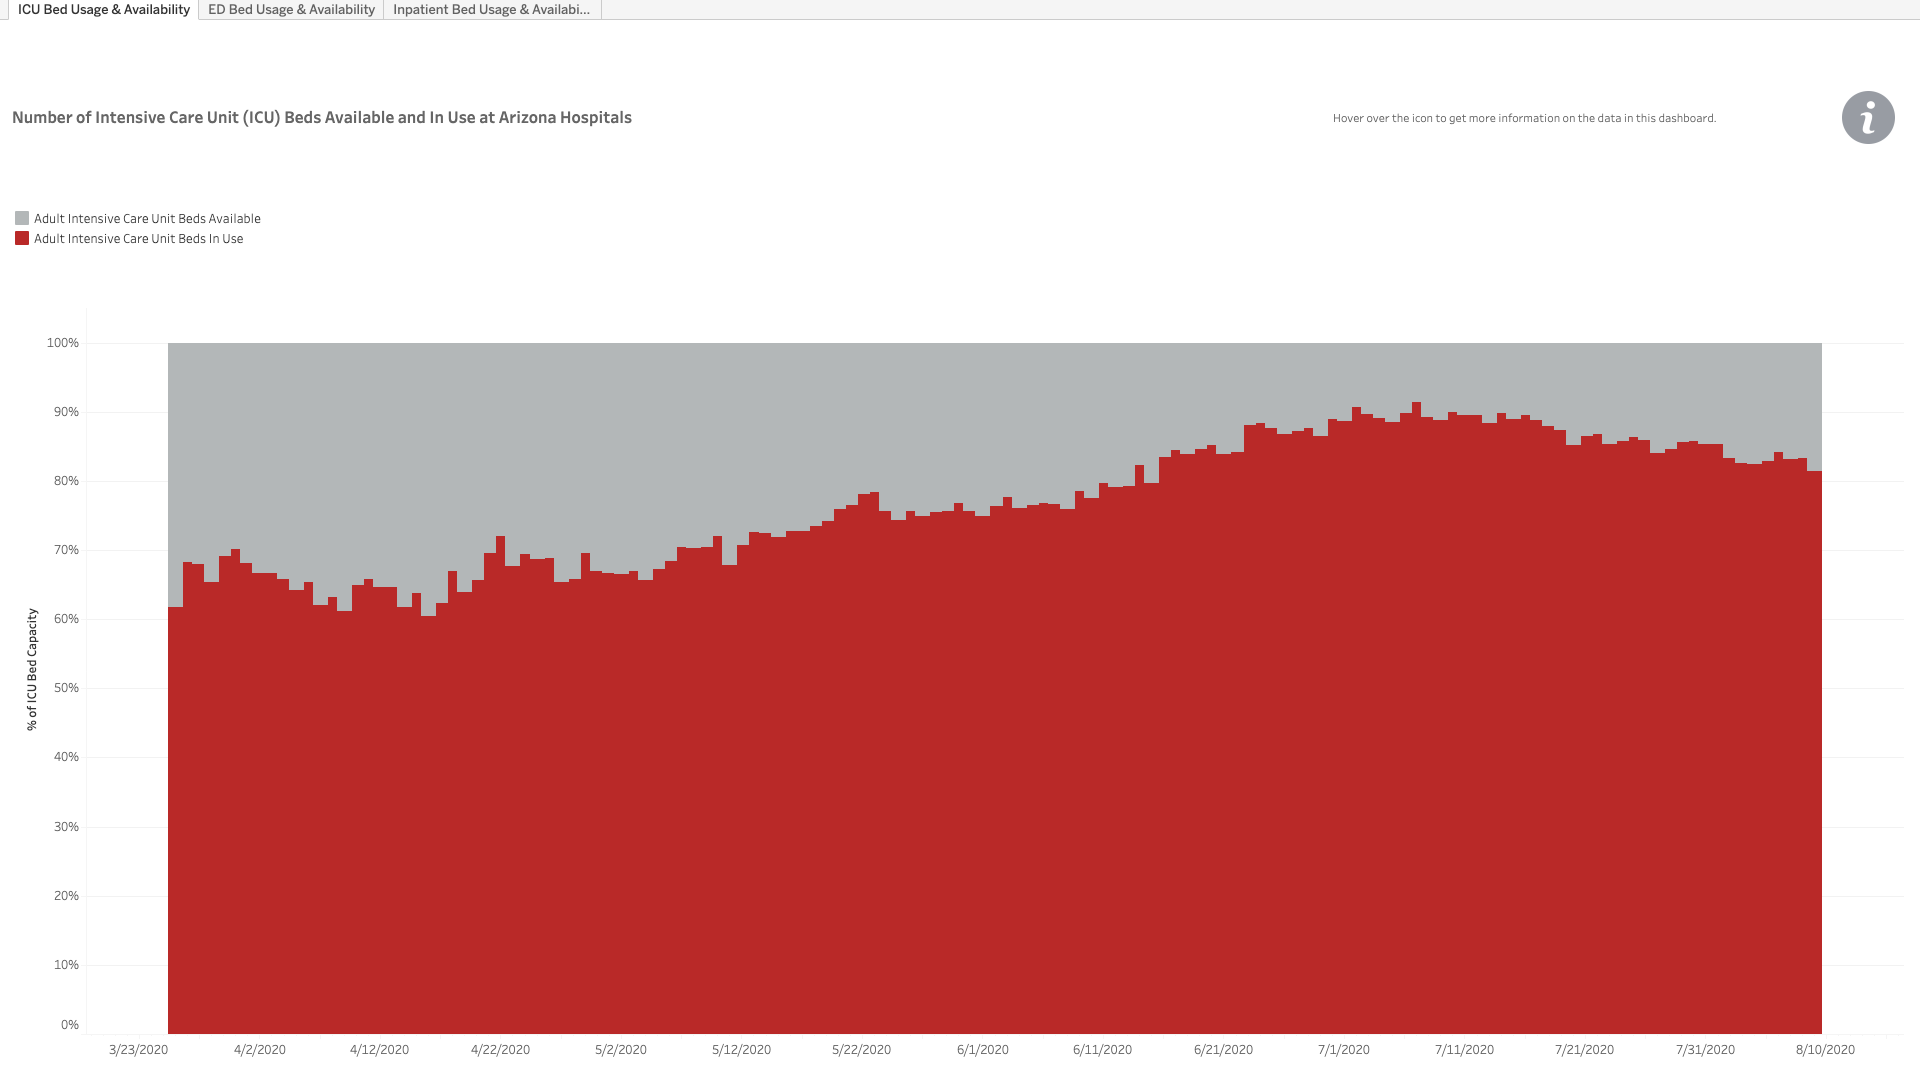 ICU Bed Usage & Availability
ED Bed Usage & Availability
Inpatient Bed Usage & Availabi...
Number of Intensive Care Unit (ICU) Beds Available and In Use at Arizona Hospitals
Hover over the icon to get more information on the data in this dashboard.
i
Adult Intensive Care Unit Beds Available
Adult Intensive Care Unit Beds In Use
% of ICU Bed Capacity
100%
90%
80%
70%
60%
50%
40%
30%
20%
10%
0%
3/23/2020
4/2/2020
4/12/2020
4/22/2020
5/2/2020
5/12/2020
5/22/2020
6/1/2020
6/11/2020
6/21/2020
7/1/2020
7/11/2020
7/21/2020
7/31/2020
8/10/2020